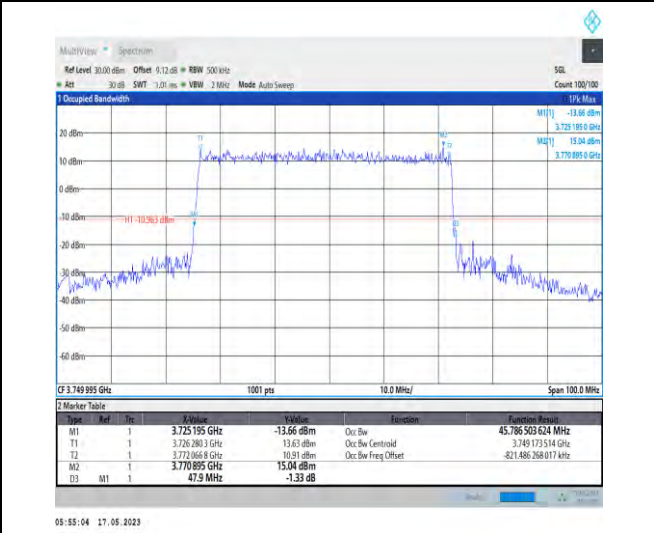 MultiView Spectrum
Ref Level 30.00 dBm Offset 9.12 dB RBW 500 kHz SGL
Att 30 dB SWT 1.01 ms VBW 2 MHz Mode Auto Sweep Count 100/100
1 Occupied Bandwidth 1Pk Max
M1[1] -13.66 dBm
3.725 195 0 GHz
M2[1] 15.04 dBm
3.770 895 0 GHz
20 dBm
T1
M2
10 dBm
0 dBm
-10 dBm
H1 -10.963 dBm
-20 dBm
-30 dBm
-40 dBm
-50 dBm
-60 dBm
CF 3.749 995 GHz 1001 pts 10.0 MHz/ Span 100.0 MHz
2 Marker Table
Type Ref Trc X-Value Y-Value Function Function Result
M1 1 3.725 195 GHz -13.66 dBm Occ Bw 45.786 503 624 MHz
T1 1 3.726 280 3 GHz 13.63 dBm Occ Bw Centroid 3.749 173 514 GHz
T2 1 3.772 066 8 GHz 10.91 dBm Occ Bw Freq Offset -821.486 268 017 kHz
M2 1 3.770 895 GHz 15.04 dBm
D3 M1 1 47.9 MHz -1.33 dB
05:55:04 17.05.2023